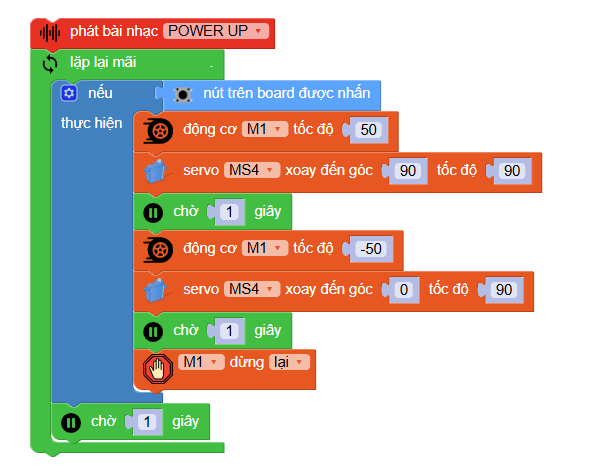 phát bài nhạc POWER UP
lặp lại mãi
nếu nút trên board được nhấn
thực hiện
động cơ M1 tốc độ 50
servo MS4 xoay đến góc 90 tốc độ 90
chờ 1 giây
động cơ M1 tốc độ -50
servo MS4 xoay đến góc 0 tốc độ 90
chờ 1 giây
M1 dừng lại
chờ 1 giây